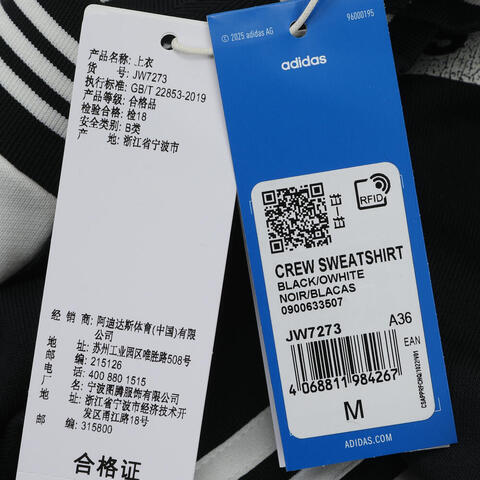 产品名称：上衣
货　　号：JW7273
执行标准：GB/T 22853-2019
产品等级：合格品
检验合格：检18
安全类别：B类
产　　地：浙江省宁波市
经 销 商：阿迪达斯体育(中国)有限
公司
地　　址：苏州工业园区唯胜路508号
邮　　编：215126
电　　话：400 880 1515
厂　　名：宁波图腾服饰有限公司
厂　　址：浙江省宁波市经济技术开
发区甬江路18号
邮　　编：315800
合格证
©2025 adidas AG
96000195
adidas
RFID
CREW SWEATSHIRT
BLACK/OWHITE
NOIR/BLACAS
0900633507
JW7273
A36
EAN
4 068811 984267
M
ADIDAS.COM